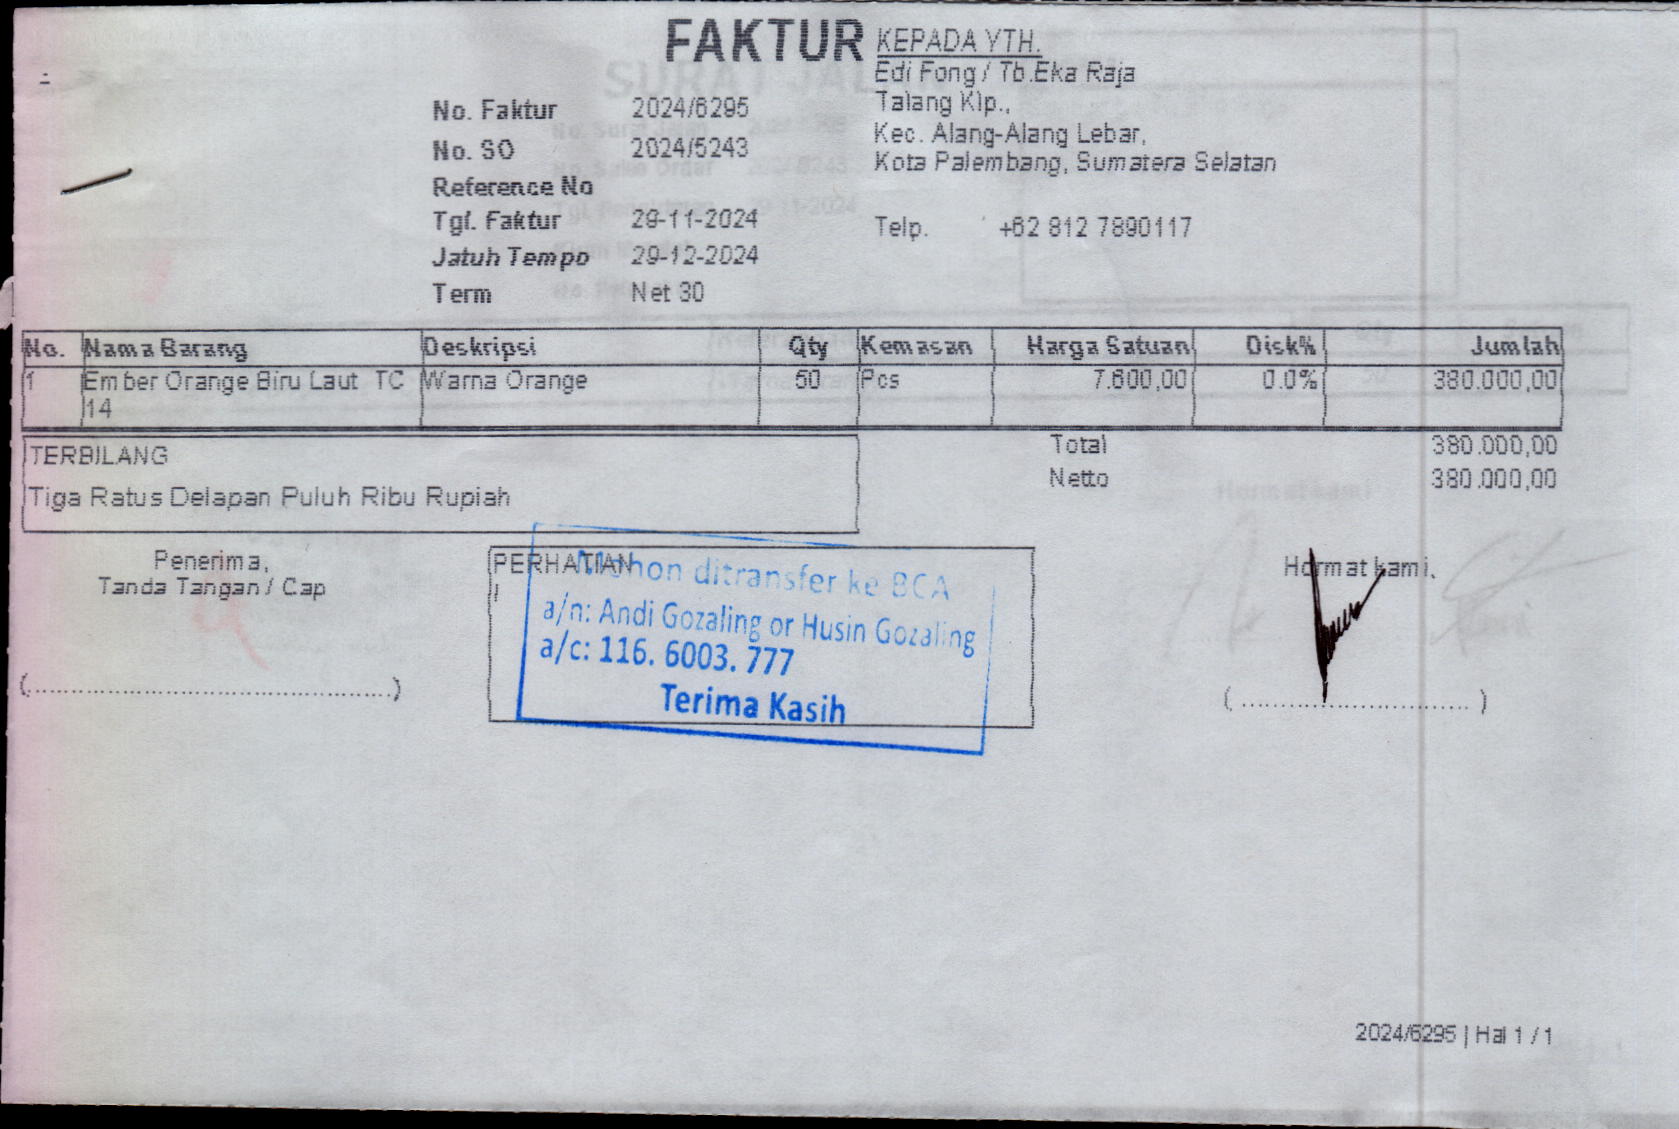 FAKTUR
KEPADA YTH.
Edi Fong / Tb.Eka Raja
Talang Klp.,
Kec. Alang-Alang Lebar,
Kota Palembang, Sumatera Selatan
Telp. +62 812 7890117
No. Faktur 2024/6295
No. SO 2024/5243
Reference No
Tgl. Faktur 29-11-2024
Jatuh Tempo 29-12-2024
Term Net 30
No. Nama Barang Deskripsi Qty Kemasan Harga Satuan Disk% Jumlah
1 Ember Orange Biru Laut TC Warna Orange 50 Pcs 7.600,00 0.0% 380.000,00
14
TERBILANG
Tiga Ratus Delapan Puluh Ribu Rupiah
Total 380.000,00
Netto 380.000,00
Penerima,
Tanda Tangan / Cap
(..............................................)
PERHATIAN
Mohon ditransfer ke BCA
a/n: Andi Gozaling or Husin Gozaling
a/c: 116. 6003. 777
Terima Kasih
Hormat kami,
( ............................. )
2024/6295 | Hal 1 / 1